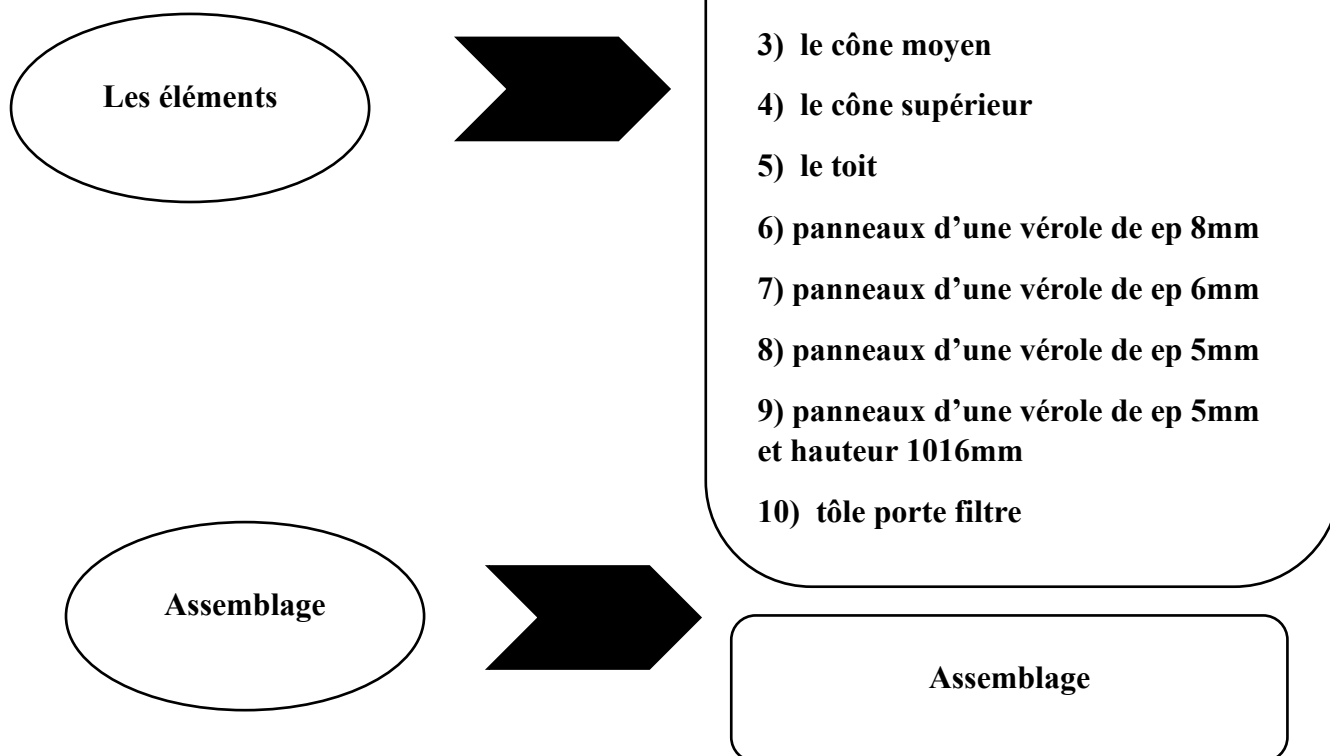 Les éléments
3) le cône moyen
4) le cône supérieur
5) le toit
6) panneaux d’une vérole de ep 8mm
7) panneaux d’une vérole de ep 6mm
8) panneaux d’une vérole de ep 5mm
9) panneaux d’une vérole de ep 5mm
et hauteur 1016mm
10) tôle porte filtre
Assemblage
Assemblage